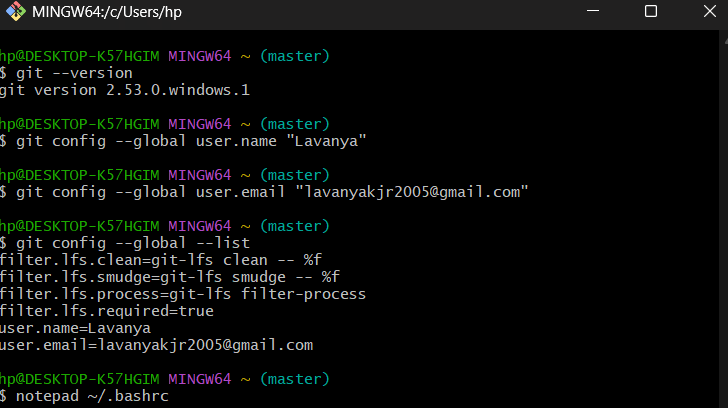 MINGW64:/c/Users/hp
hp@DESKTOP-K57HGIM MINGW64 ~ (master)
$ git --version
git version 2.53.0.windows.1
hp@DESKTOP-K57HGIM MINGW64 ~ (master)
$ git config --global user.name "Lavanya"
hp@DESKTOP-K57HGIM MINGW64 ~ (master)
$ git config --global user.email "lavanyakjr2005@gmail.com"
hp@DESKTOP-K57HGIM MINGW64 ~ (master)
$ git config --global --list
filter.lfs.clean=git-lfs clean -- %f
filter.lfs.smudge=git-lfs smudge -- %f
filter.lfs.process=git-lfs filter-process
filter.lfs.required=true
user.name=Lavanya
user.email=lavanyakjr2005@gmail.com
hp@DESKTOP-K57HGIM MINGW64 ~ (master)
$ notepad ~/.bashrc